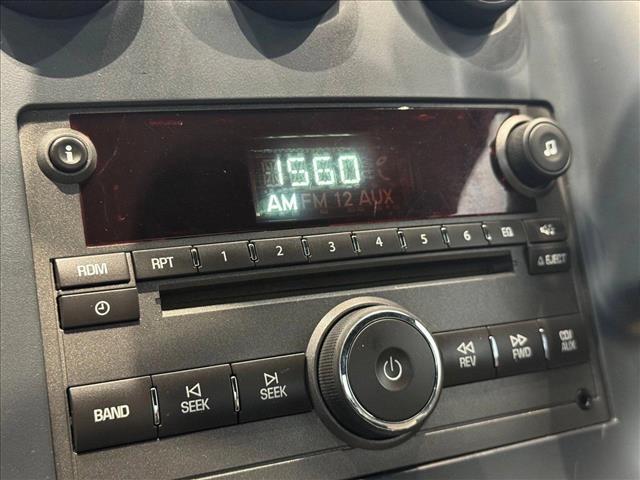 i
1560
AM FM 12 AUX
RDM RPT 1 2 3 4 5 6 EQ
EJECT
BAND SEEK SEEK REV FWD CD/AUX